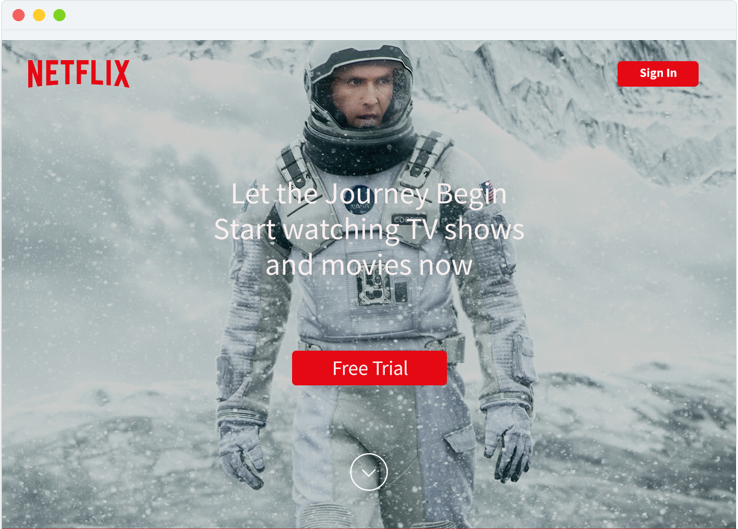 NETFLIX
Sign In
Let the Journey Begin
Start watching TV shows
and movies now
Free Trial